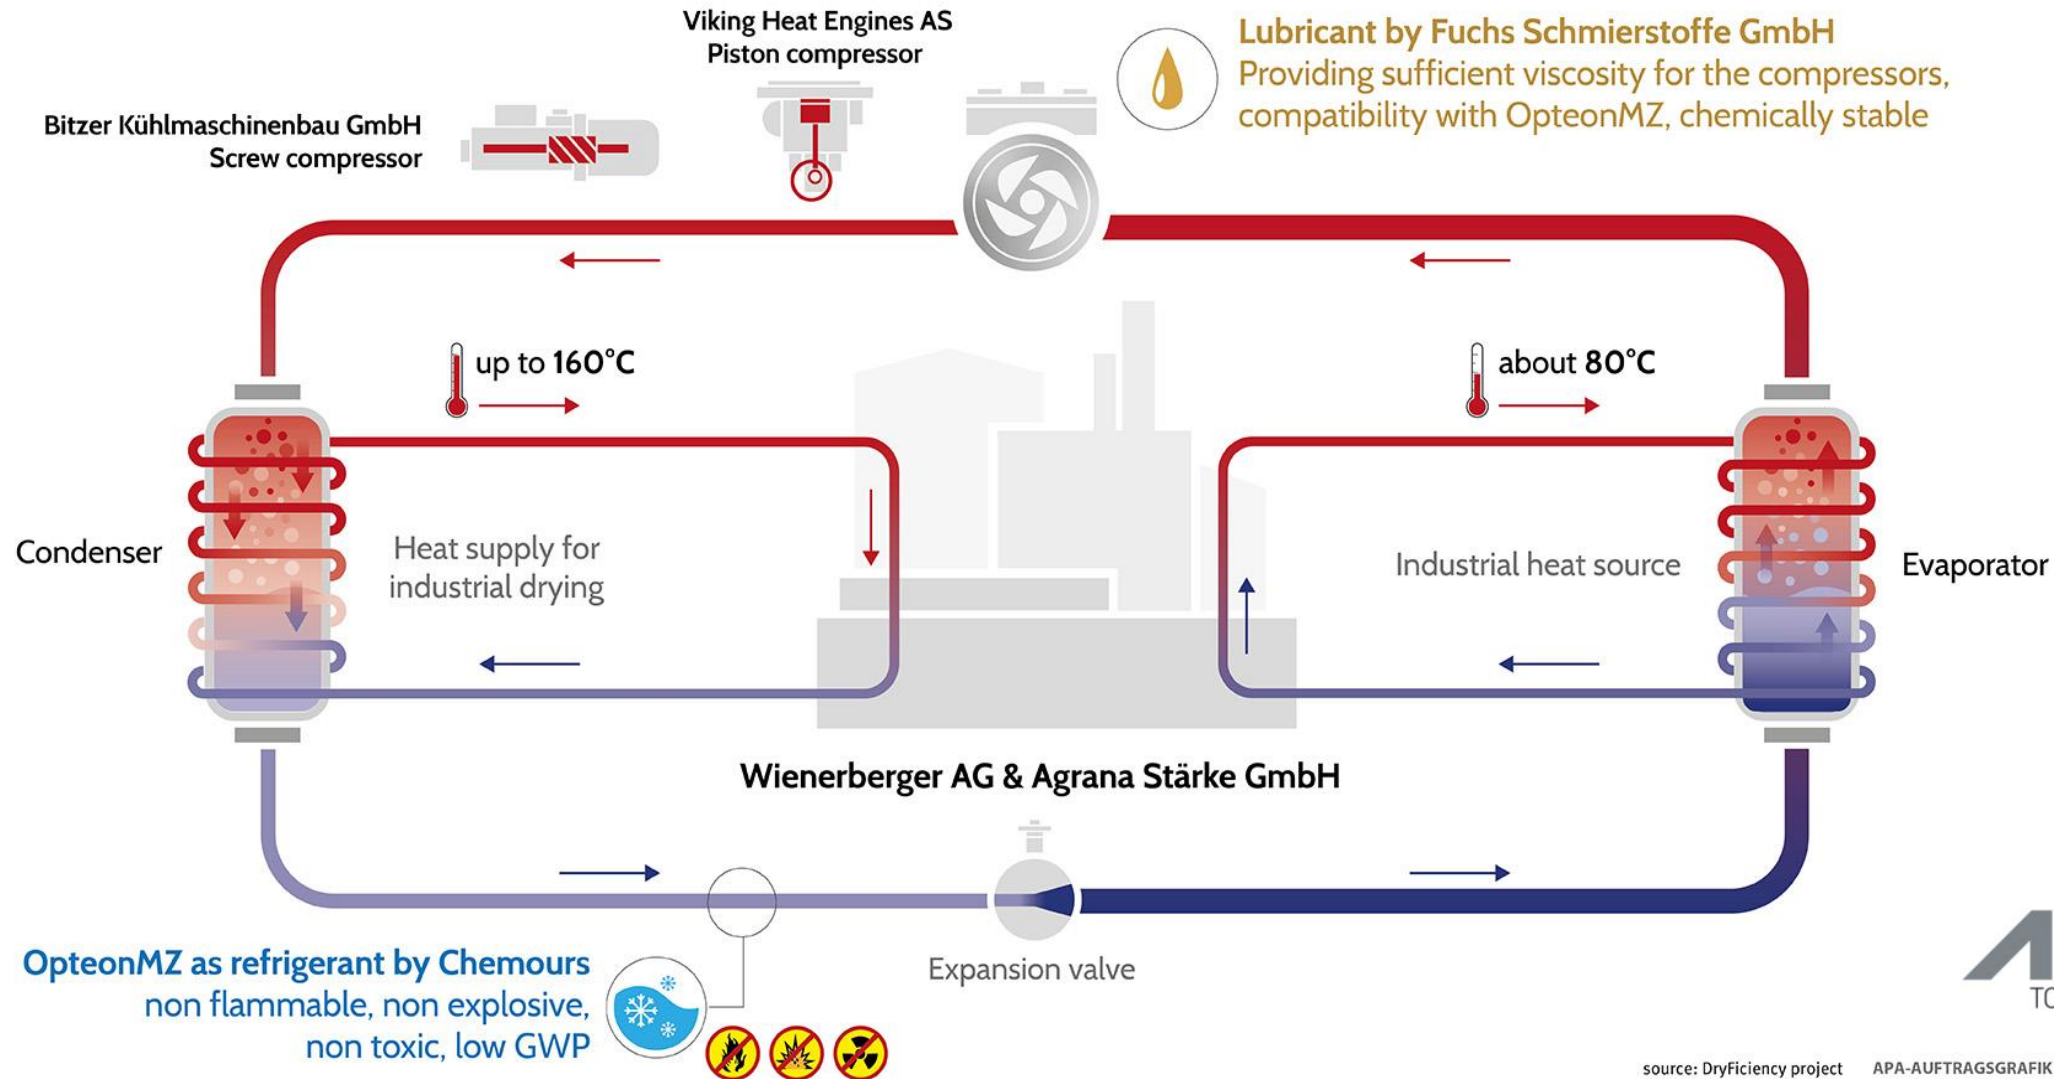 Viking Heat Engines AS
Piston compressor
Lubricant by Fuchs Schmierstoffe GmbH
Providing sufficient viscosity for the compressors,
compatibility with OpteonMZ, chemically stable
Bitzer Kühlmaschinenbau GmbH
Screw compressor
up to 160°C
about 80°C
Condenser
Heat supply for
industrial drying
Industrial heat source
Evaporator
Wienerberger AG & Agrana Stärke GmbH
Expansion valve
OpteonMZ as refrigerant by Chemours
non flammable, non explosive,
non toxic, low GWP
source: DryFiciency project
APA-AUFTRAGSGRAFIK